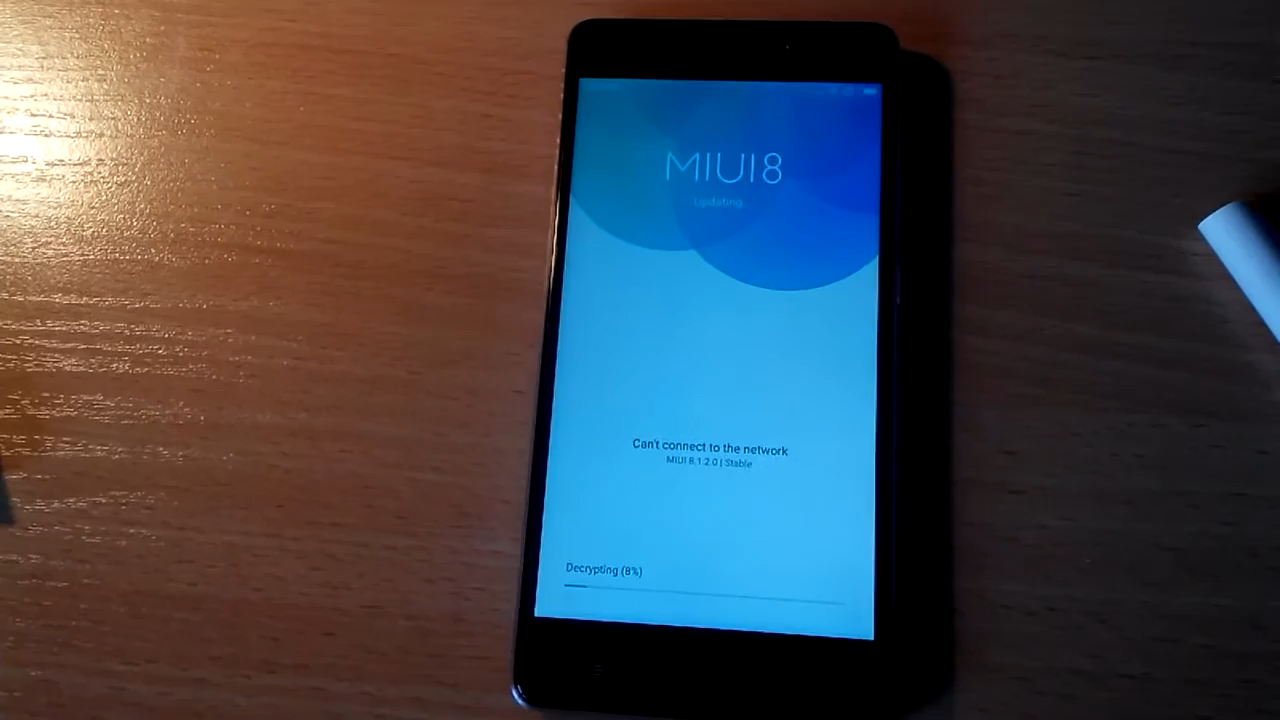 MIUI8
Updating
Can't connect to the network
MIUI 8.1.2.0 | Stable
Decrypting (8%)